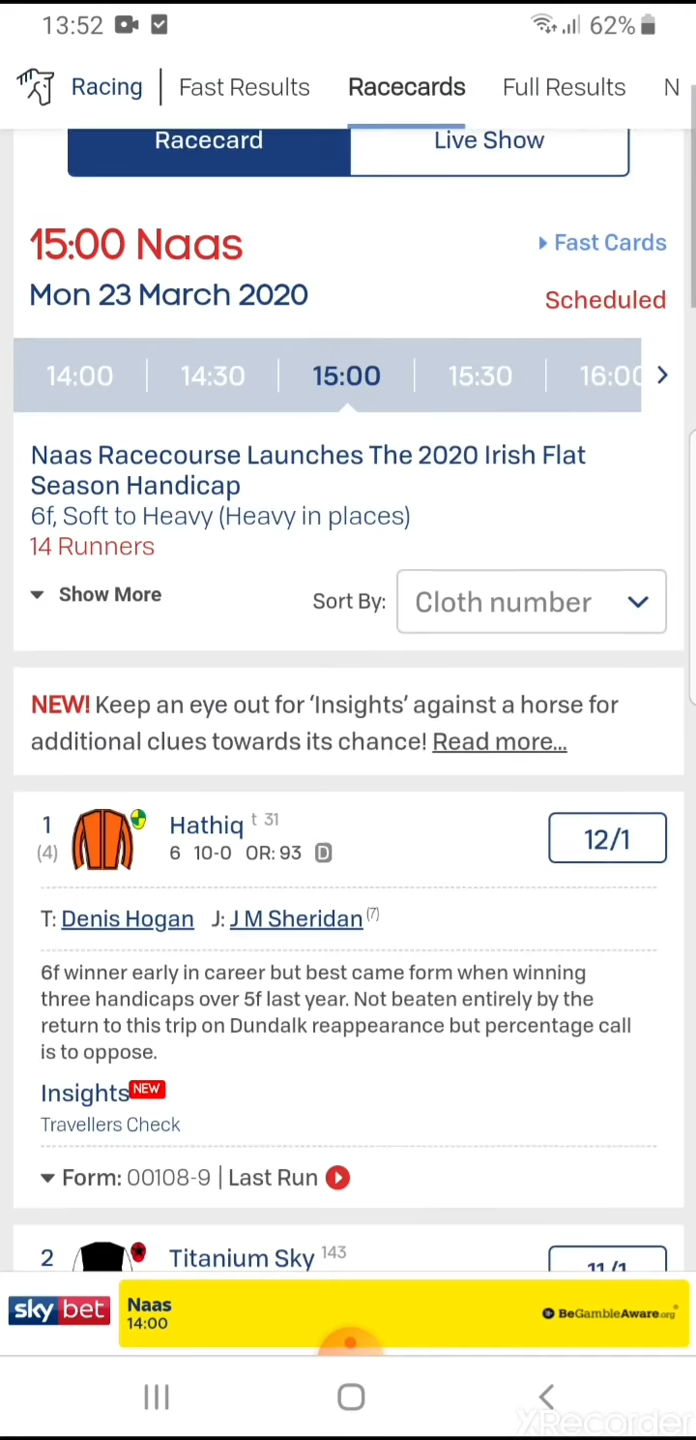 13:52 62%
Racing Fast Results Racecards Full Results N
Racecard Live Show
15:00 Naas Fast Cards
Mon 23 March 2020 Scheduled
14:00 14:30 15:00 15:30 16:00
Naas Racecourse Launches The 2020 Irish Flat
Season Handicap
6f, Soft to Heavy (Heavy in places)
14 Runners
Show More Sort By: Cloth number
NEW! Keep an eye out for 'Insights' against a horse for
additional clues towards its chance! Read more...
1 Hathiq t 31 12/1
(4) 6 10-0 OR: 93 D
T: Denis Hogan J: J M Sheridan (7)
6f winner early in career but best came form when winning
three handicaps over 5f last year. Not beaten entirely by the
return to this trip on Dundalk reappearance but percentage call
is to oppose.
Insights NEW
Travellers Check
Form: 00108-9 | Last Run
2 Titanium Sky 143 11/1
sky bet Naas BeGambleAware.org
14:00
XRecorder